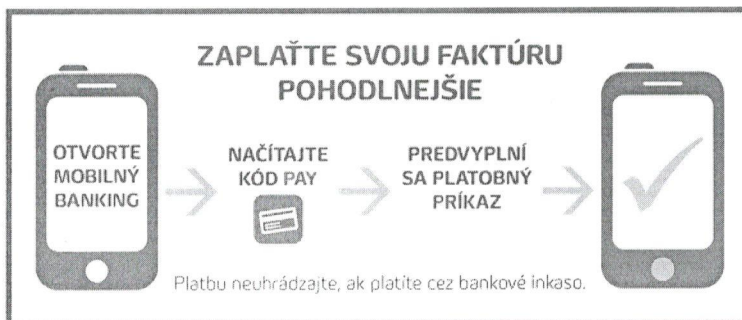 ZAPLAŤTE SVOJU FAKTÚRU
POHODLNEJŠIE
OTVORTE
MOBILNÝ
BANKING
NAČÍTAJTE
KÓD PAY
PREDVYPLNÍ
SA PLATOBNÝ
PRÍKAZ
Platbu neuhrádzajte, ak platíte cez bankové inkaso.